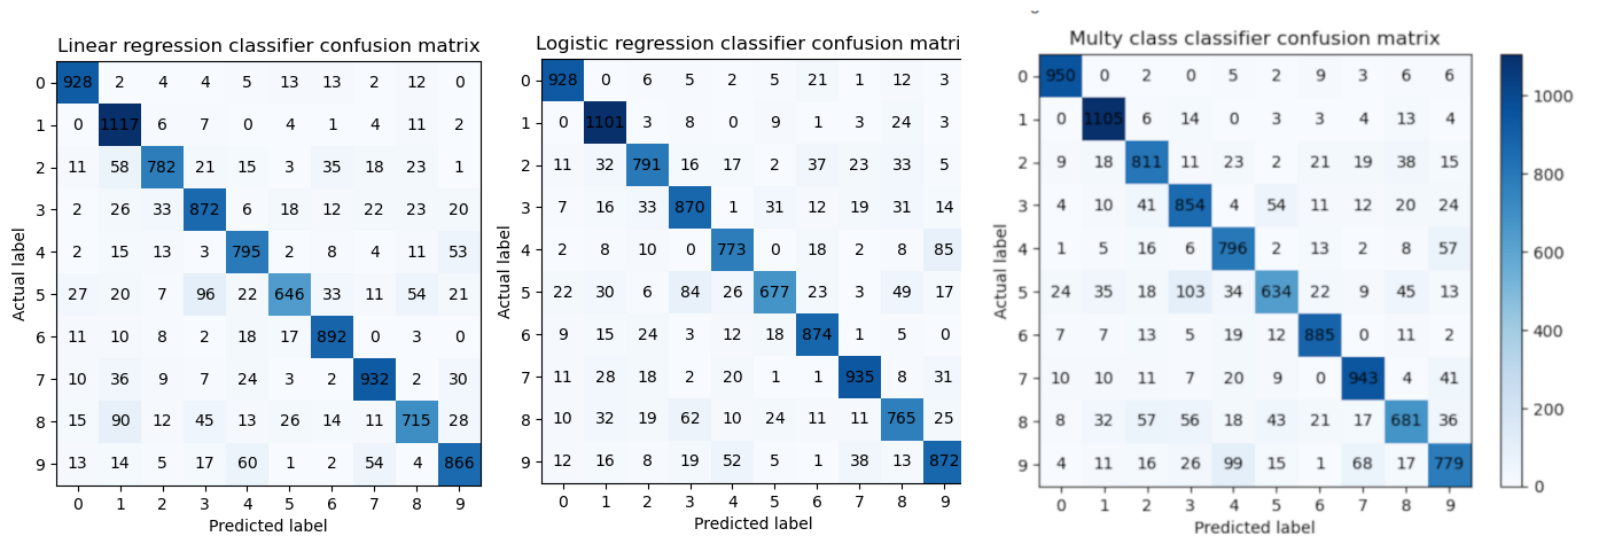 Linear regression classifier confusion matrix
0 928 2 4 4 5 13 13 2 12 0
1 0 1117 6 7 0 4 1 4 11 2
2 11 58 782 21 15 3 35 18 23 1
3 2 26 33 872 6 18 12 22 23 20
4 2 15 13 3 795 2 8 4 11 53
5 27 20 7 96 22 646 33 11 54 21
6 11 10 8 2 18 17 892 0 3 0
7 10 36 9 7 24 3 2 932 2 30
8 15 90 12 45 13 26 14 11 715 28
9 13 14 5 17 60 1 2 54 4 866
0 1 2 3 4 5 6 7 8 9
Predicted label
Actual label
Logistic regression classifier confusion matri
0 928 0 6 5 2 5 21 1 12 3
1 0 1101 3 8 0 9 1 3 24 3
2 11 32 791 16 17 2 37 23 33 5
3 7 16 33 870 1 31 12 19 31 14
4 2 8 10 0 773 0 18 2 8 85
5 22 30 6 84 26 677 23 3 49 17
6 9 15 24 3 12 18 874 1 5 0
7 11 28 18 2 20 1 1 935 8 31
8 10 32 19 62 10 24 11 11 765 25
9 12 16 8 19 52 5 1 38 13 872
0 1 2 3 4 5 6 7 8 9
Predicted label
Actual label
Multy class classifier confusion matrix
0 950 0 2 0 5 2 9 3 6 6
1 0 1105 6 14 0 3 3 4 13 4
2 9 18 811 11 23 2 21 19 38 15
3 4 10 41 854 4 54 11 12 20 24
4 1 5 16 6 796 2 13 2 8 57
5 24 35 18 103 34 634 22 9 45 13
6 7 7 13 5 19 12 885 0 11 2
7 10 10 11 7 20 9 0 943 4 41
8 8 32 57 56 18 43 21 17 681 36
9 4 11 16 26 99 15 1 68 17 779
0 1 2 3 4 5 6 7 8 9
Predicted label
Actual label
1000
800
600
400
200
0